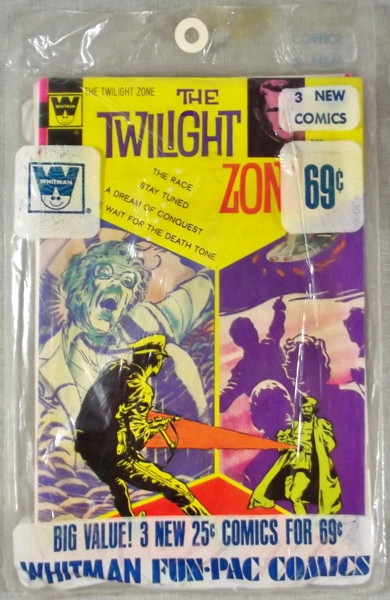 WHITMAN
THE TWILIGHT ZONE
THE
TWILIGHT
ZON
3 NEW
COMICS
69¢
WHITMAN
®
THE RACE
STAY TUNED
A DREAM OF CONQUEST
WAIT FOR THE DEATH TONE
BIG VALUE! 3 NEW 25¢ COMICS FOR 69¢
WHITMAN FUN-PAC COMICS